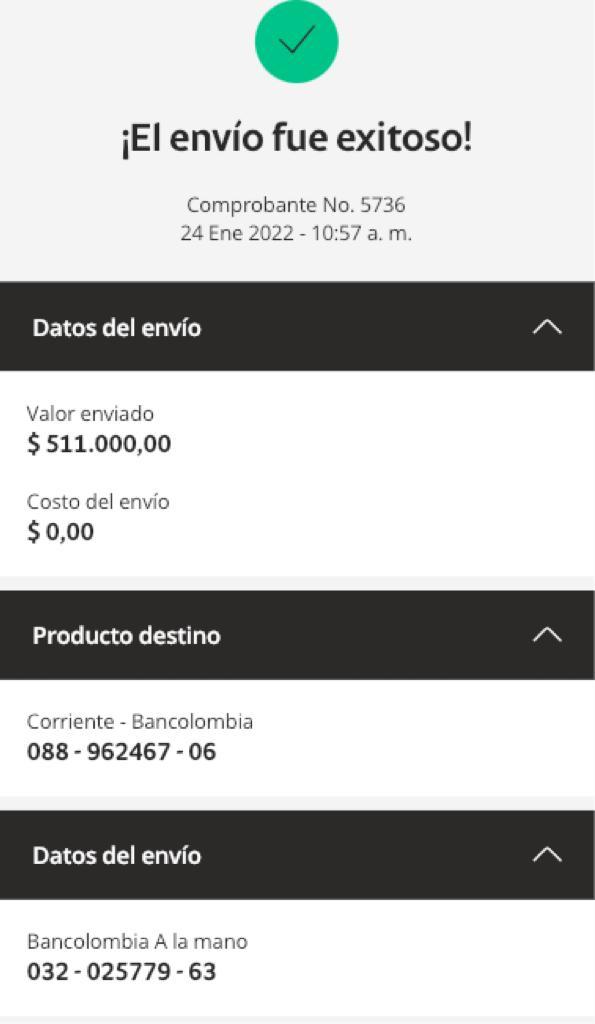 ¡El envío fue exitoso!
Comprobante No. 5736
24 Ene 2022 - 10:57 a. m.
Datos del envío
Valor enviado
$ 511.000,00
Costo del envío
$ 0,00
Producto destino
Corriente - Bancolombia
088 - 962467 - 06
Datos del envío
Bancolombia A la mano
032 - 025779 - 63